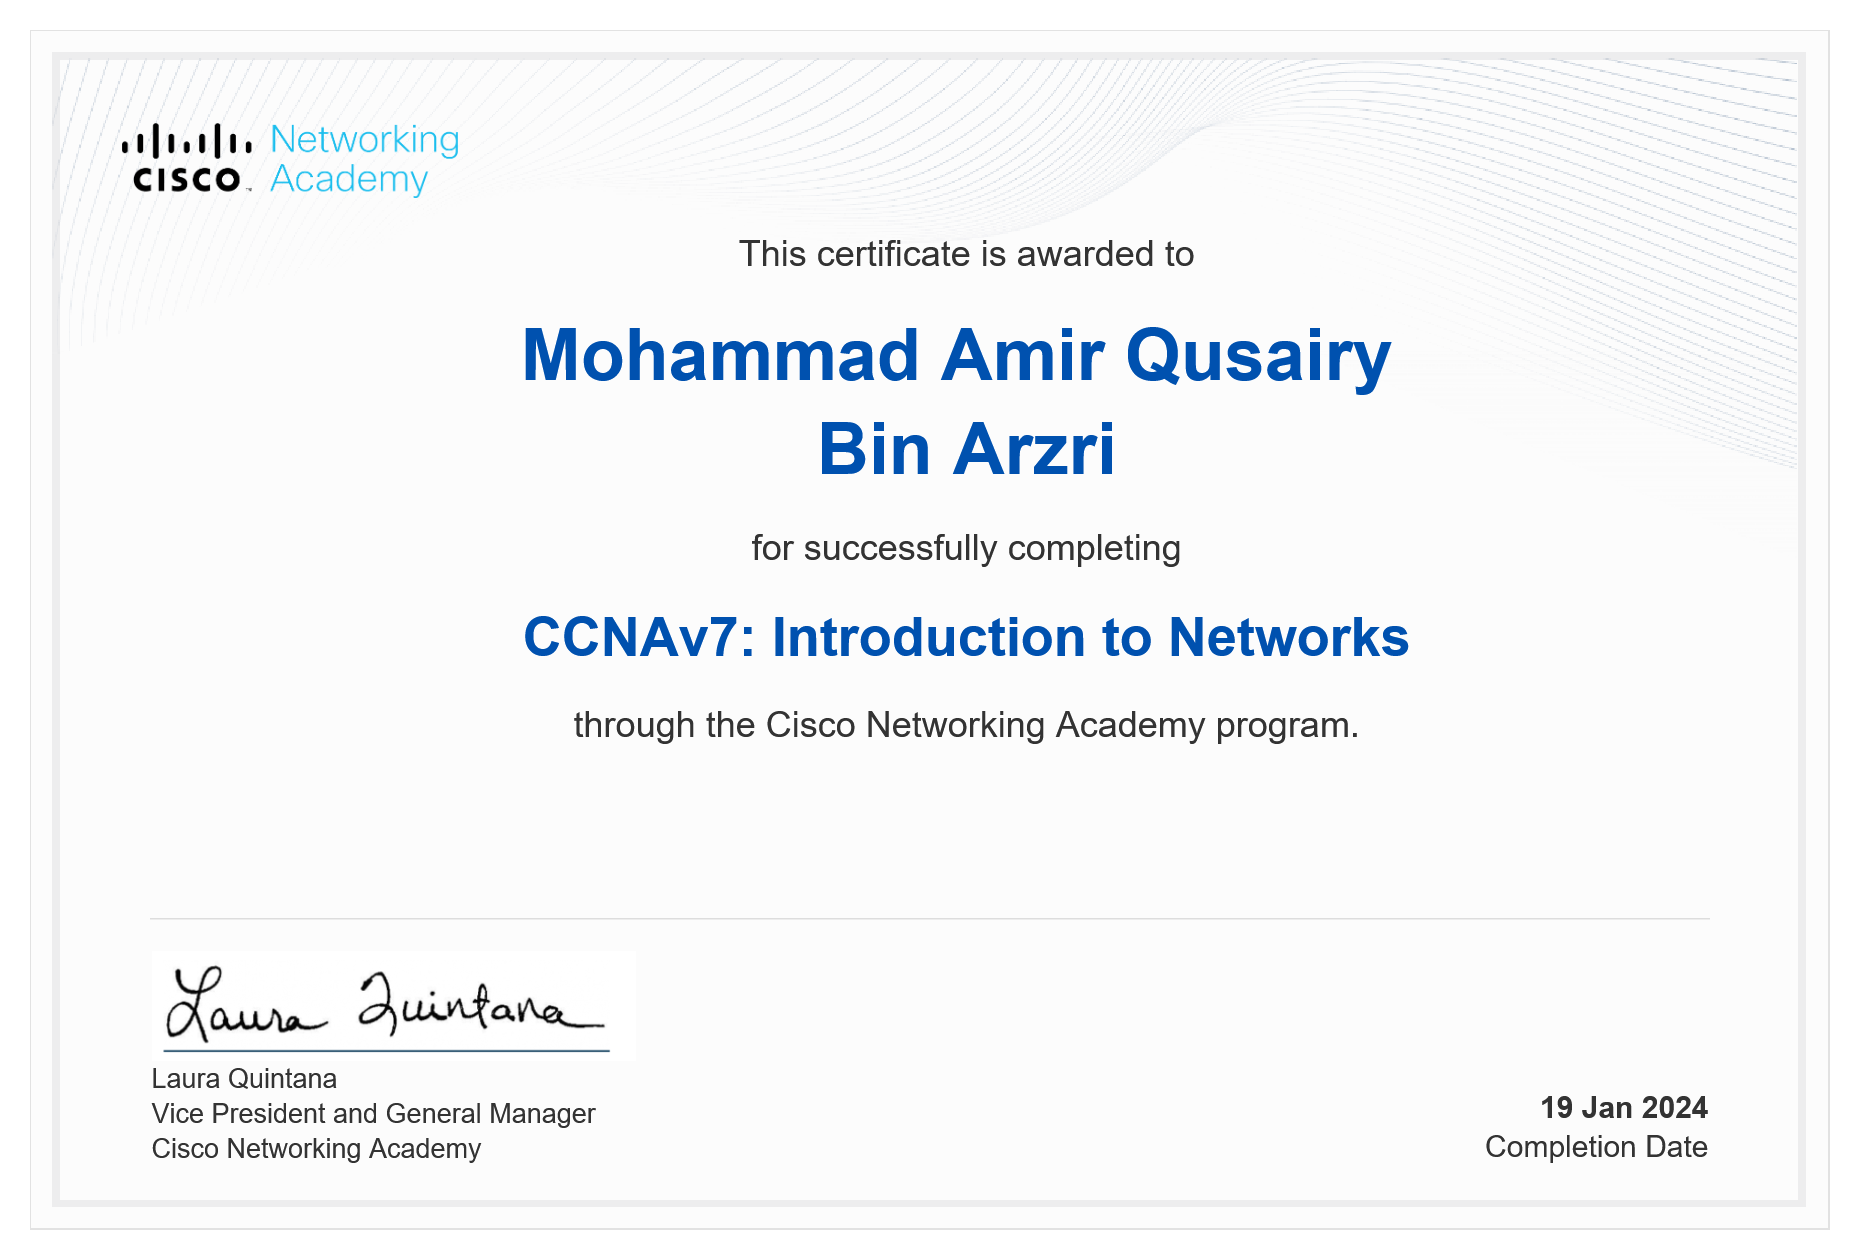 CISCO Networking
Academy
This certificate is awarded to
Mohammad Amir Qusairy
Bin Arzri
for successfully completing
CCNAv7: Introduction to Networks
through the Cisco Networking Academy program.
Laura Quintana
Laura Quintana
Vice President and General Manager
Cisco Networking Academy
19 Jan 2024
Completion Date